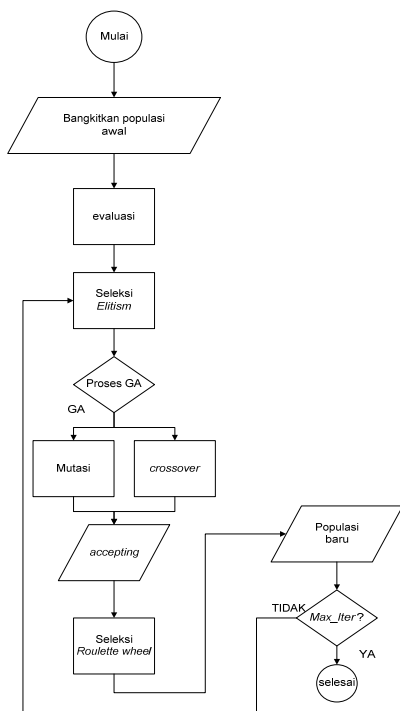 Mulai
Bangkitkan populasi
awal
evaluasi
Seleksi
Elitism
Proses GA
GA
Mutasi
crossover
accepting
Seleksi
Roulette wheel
Populasi
baru
TIDAK
Max_Iter?
YA
selesai